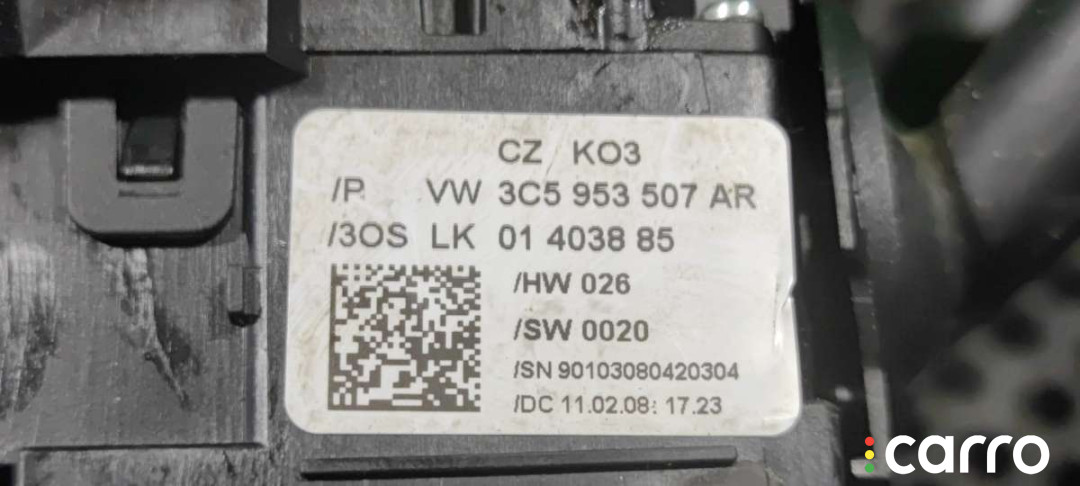 CZ KO3
/P VW 3C5 953 507 AR
/3OS LK 01 4038 85
/HW 026
/SW 0020
/SN 90103080420304
/DC 11.02.08: 17.23
carro